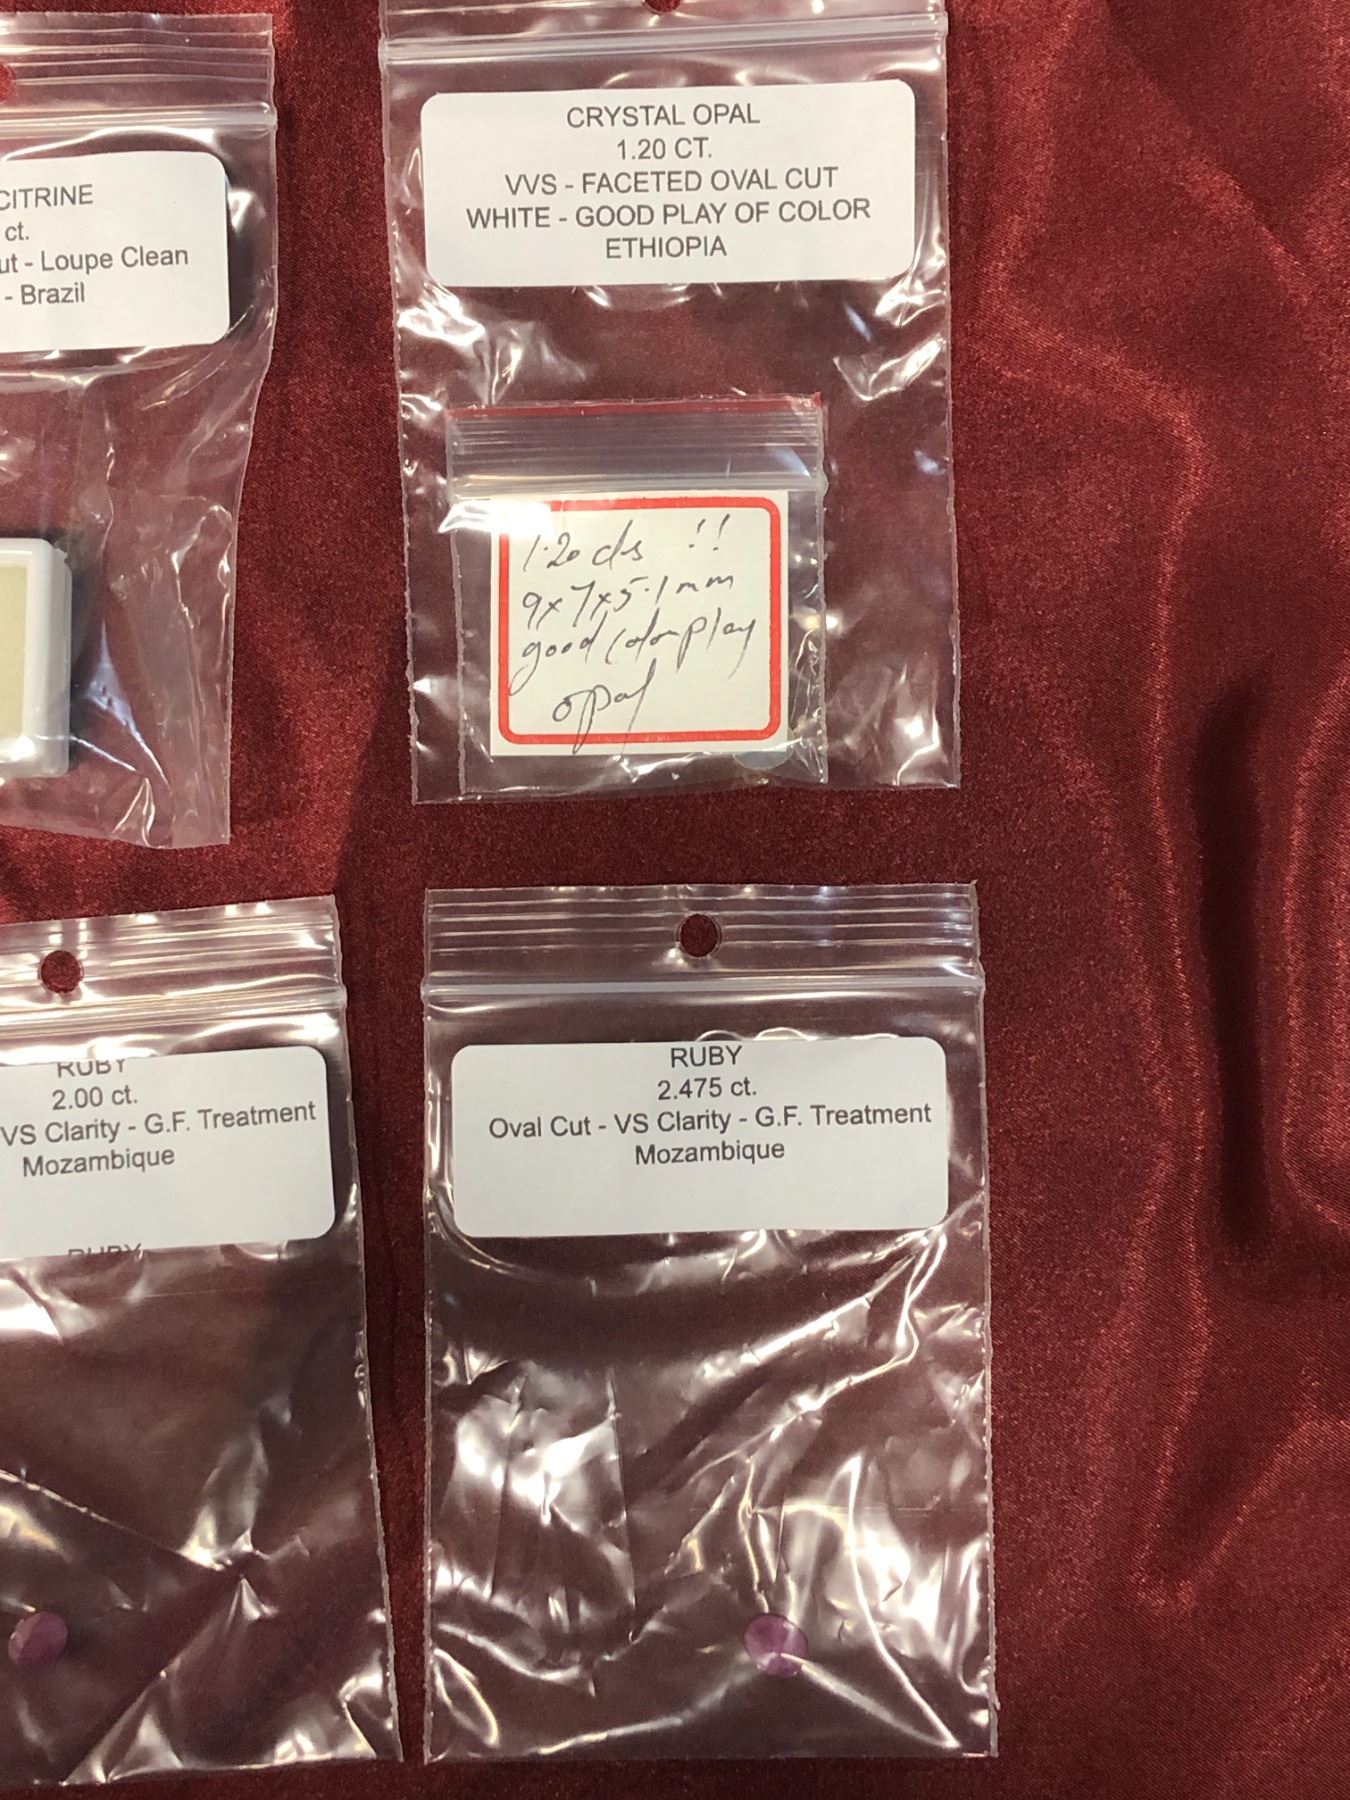 CITRINE
ct.
ut - Loupe Clean
- Brazil
CRYSTAL OPAL
1.20 CT.
VVS - FACETED OVAL CUT
WHITE - GOOD PLAY OF COLOR
ETHIOPIA
1.20 cts !!
9x7x5.1mm
good color play
opal
RUBY
2.00 ct.
VS Clarity - G.F. Treatment
Mozambique
RUBY
RUBY
2.475 ct.
Oval Cut - VS Clarity - G.F. Treatment
Mozambique